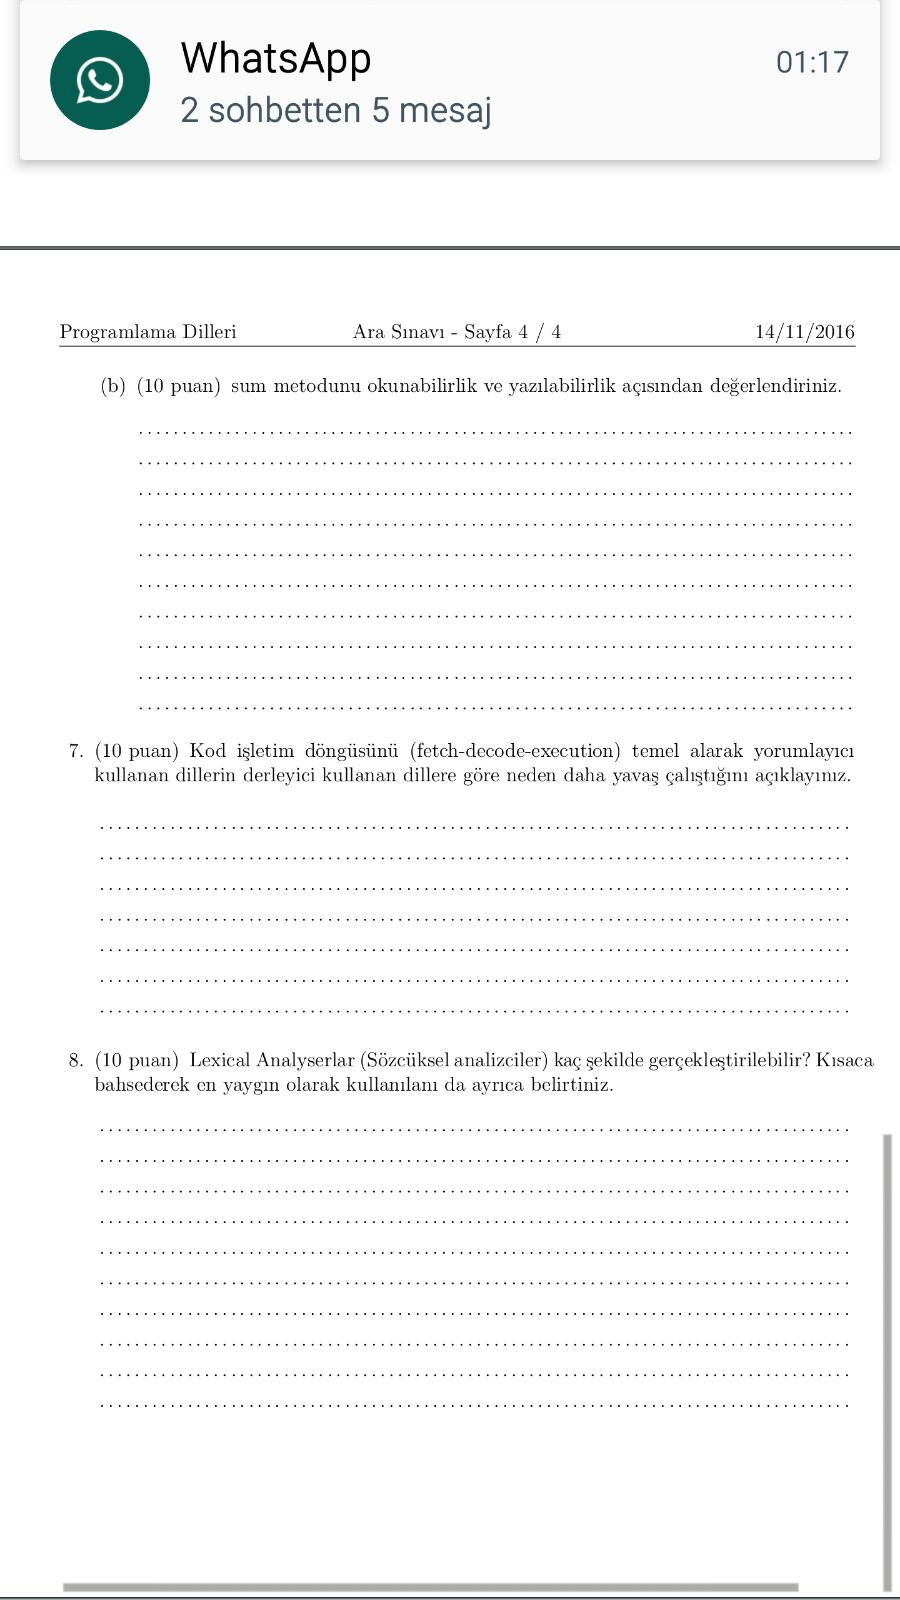 WhatsApp
01:17
2 sohbetten 5 mesaj
Programlama Dilleri
Ara Sınavı - Sayfa 4 / 4
14/11/2016
(b) (10 puan) sum metodunu okunabilirlik ve yazılabilirlik açısından değerlendiriniz.
7. (10 puan) Kod işletim döngüsünü (fetch-decode-execution) temel alarak yorumlayıcı
kullanan dillerin derleyici kullanan dillere göre neden daha yavaş çalıştığını açıklayınız.
8. (10 puan) Lexical Analyserlar (Sözcüksel analizciler) kaç şekilde gerçekleştirilebilir? Kısaca
bahsederek en yaygın olarak kullanılanı da ayrıca belirtiniz.